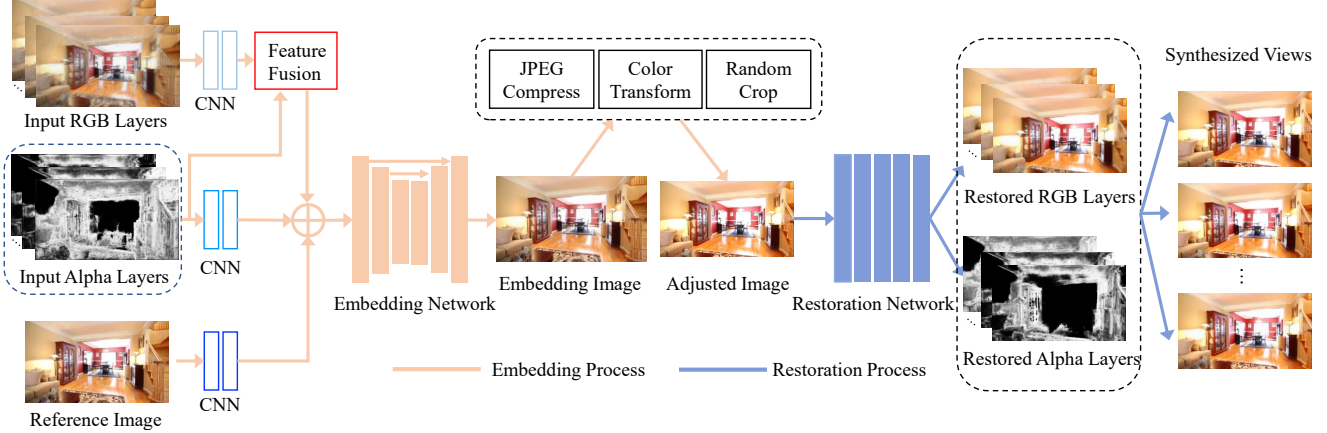 Feature
Fusion
CNN
Input RGB Layers
JPEG
Compress
Color
Transform
Random
Crop
Synthesized Views
Input Alpha Layers
CNN
Embedding Network
Embedding Image
Adjusted Image
Restoration Network
Restored RGB Layers
Restored Alpha Layers
Reference Image
CNN
Embedding Process
Restoration Process